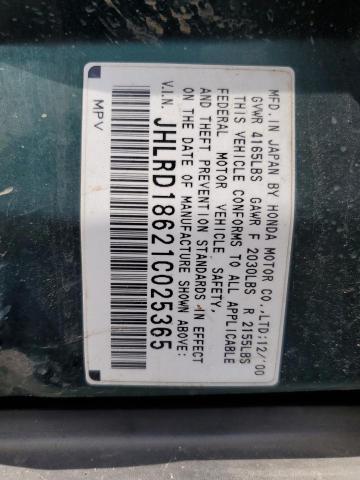 MFD. IN JAPAN BY HONDA MOTOR CO.,LTD:12/'00
GVWR 4165LBS GAWR F 2030LBS R 2155LBS
THIS VEHICLE CONFORMS TO ALL APPLICABLE
FEDERAL MOTOR VEHICLE SAFETY,
AND THEFT PREVENTION STANDARDS IN EFFECT
ON THE DATE OF MANUFACTURE SHOWN ABOVE:
V.I.N. JHLRD18621C025365
MPV